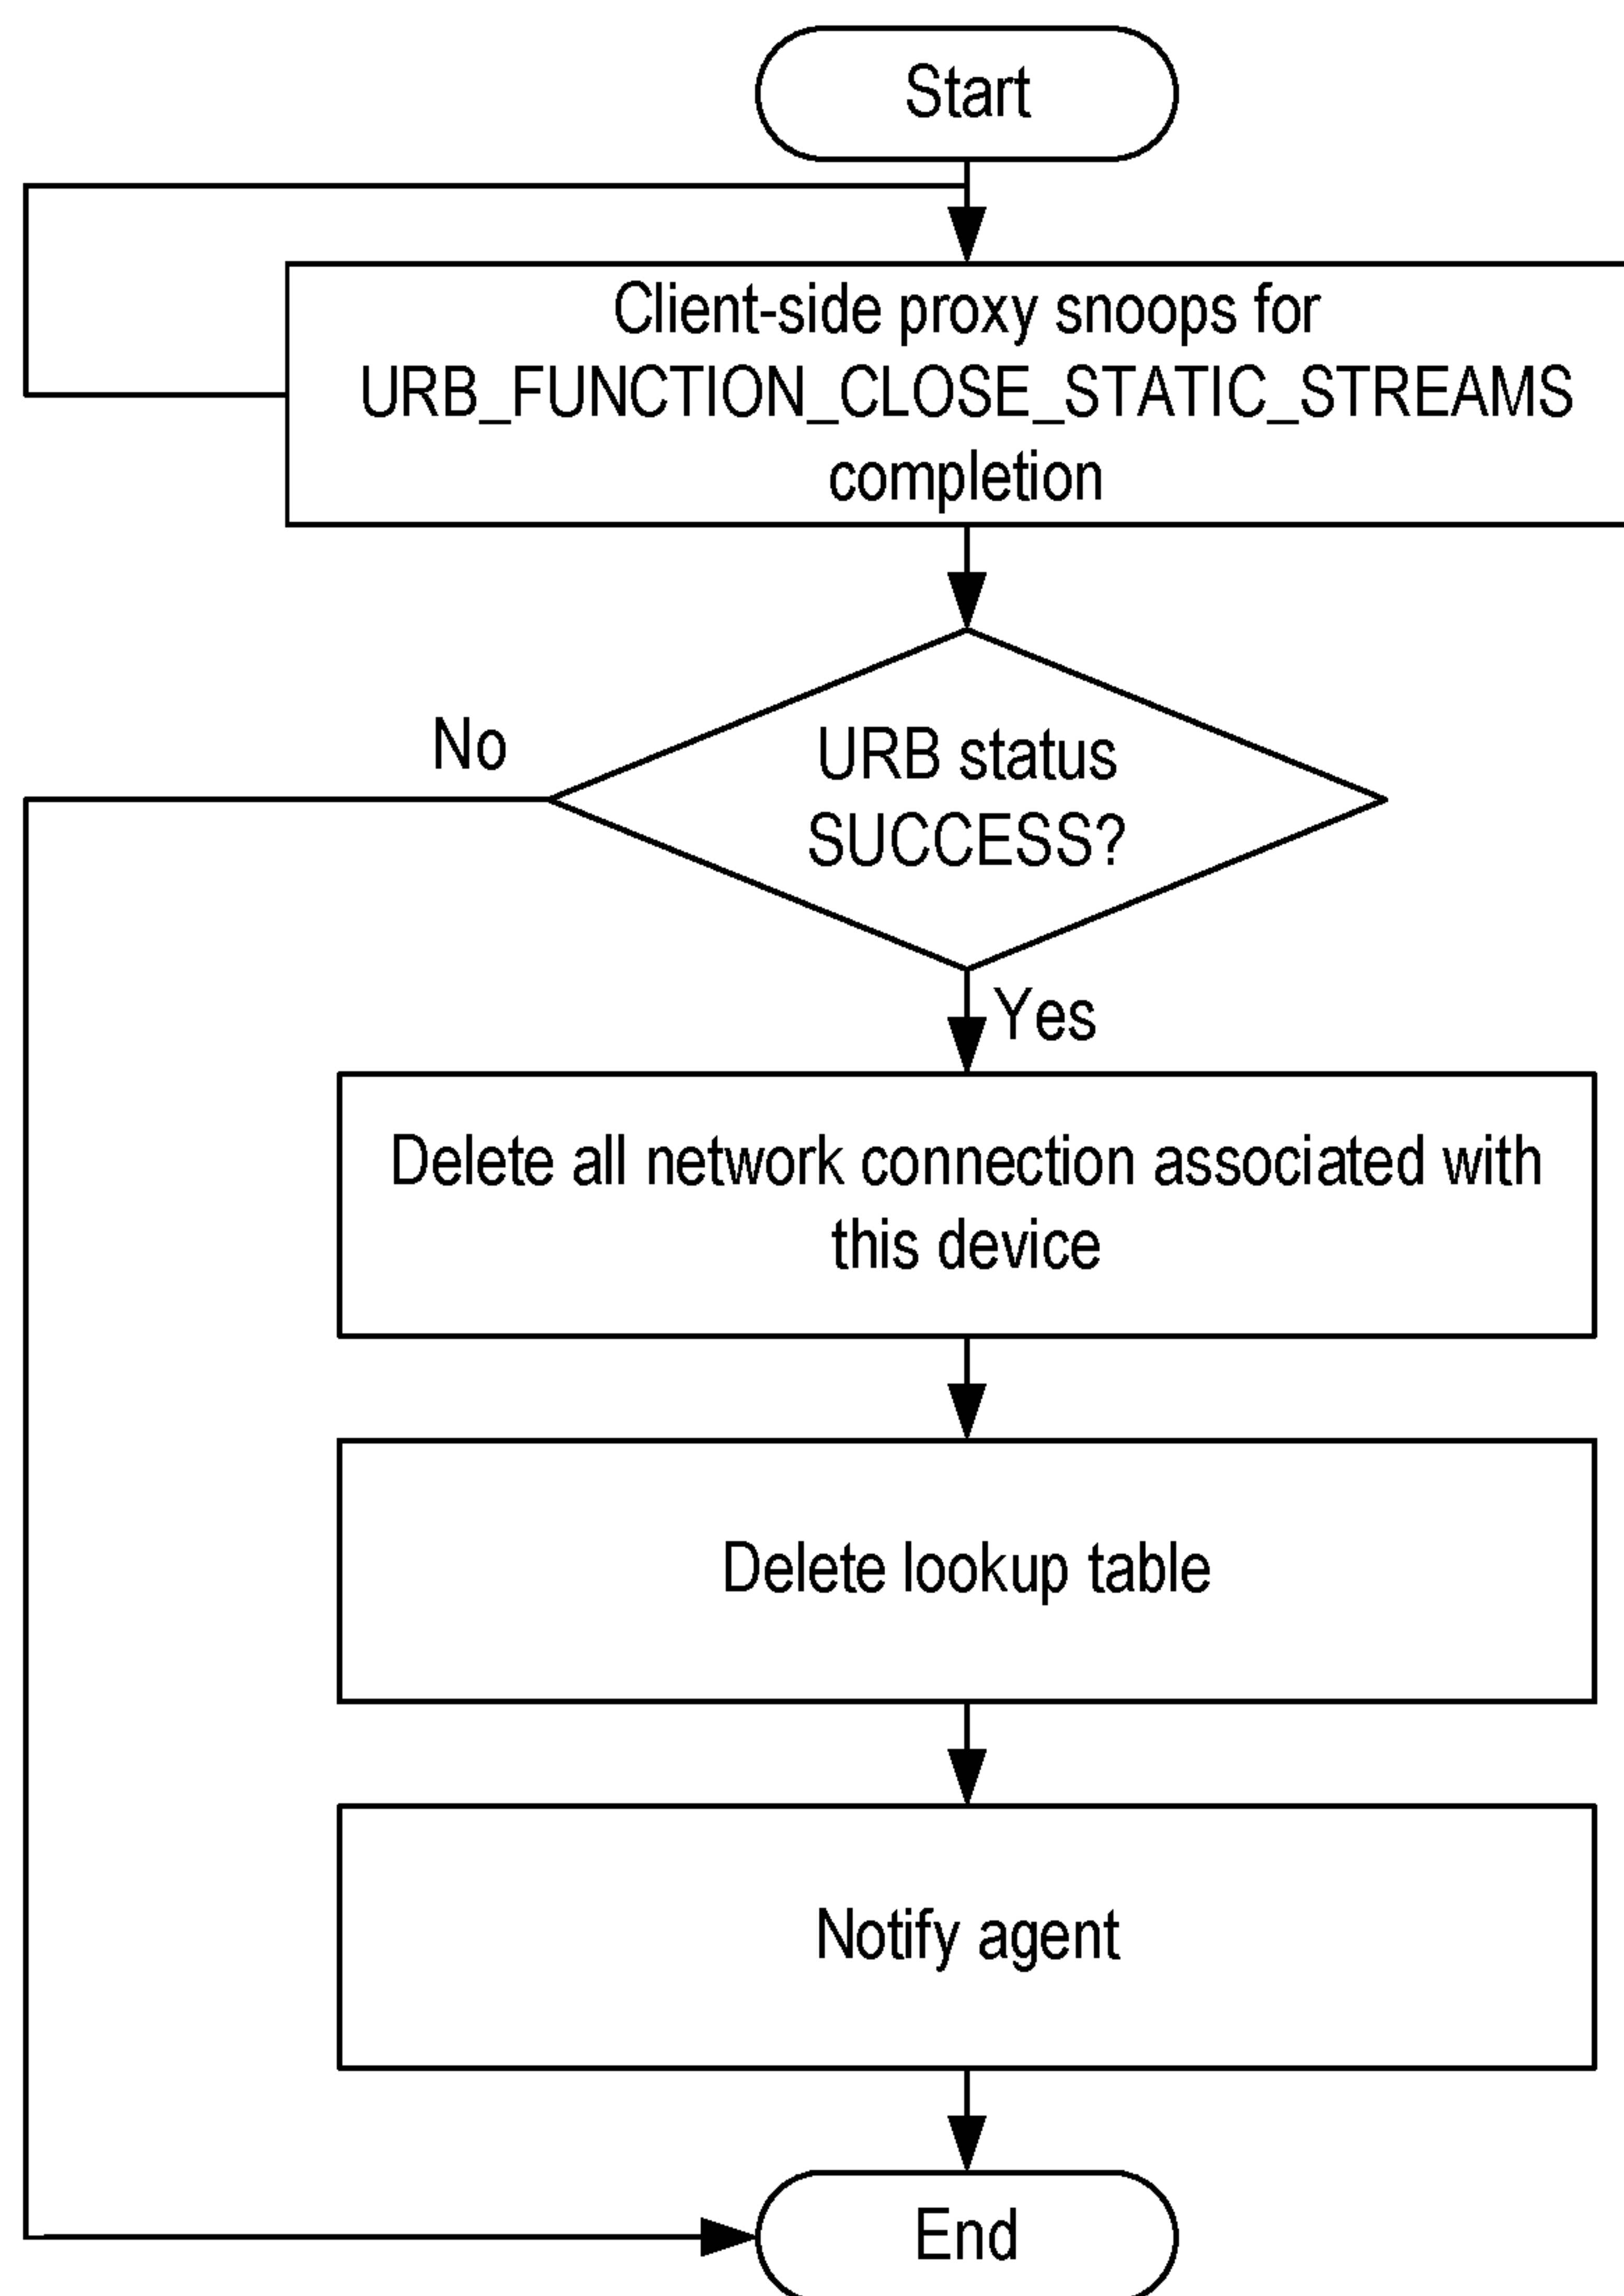 Start
Client-side proxy snoops for
URB_FUNCTION_CLOSE_STATIC_STREAMS
completion
No
URB status
SUCCESS?
Yes
Delete all network connection associated with
this device
Delete lookup table
Notify agent
End